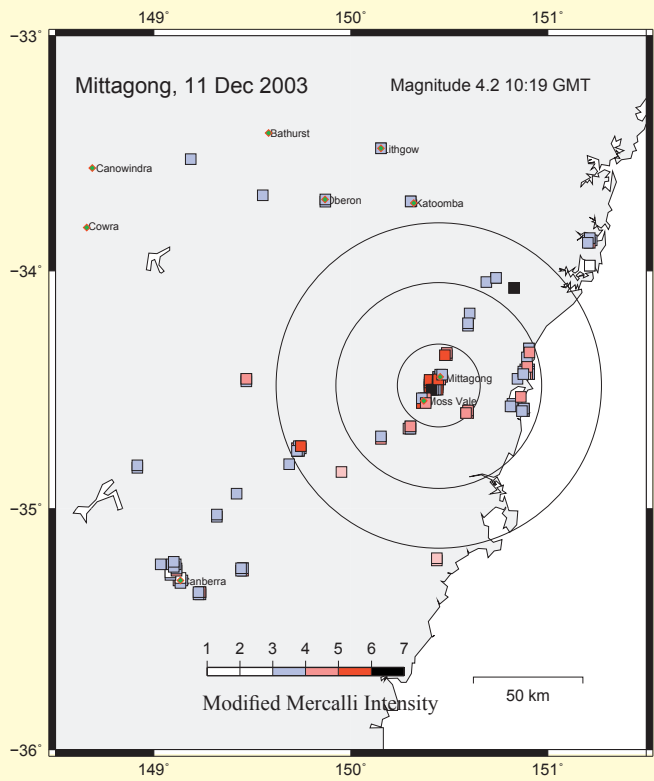 149° 150° 151°
−33°
Mittagong, 11 Dec 2003 Magnitude 4.2 10:19 GMT
Bathurst
Lithgow
Canowindra
Oberon
Katoomba
Cowra
−34°
Mittagong
Moss Vale
−35°
Canberra
1 2 3 4 5 6 7
Modified Mercalli Intensity
50 km
−36°
149° 150° 151°